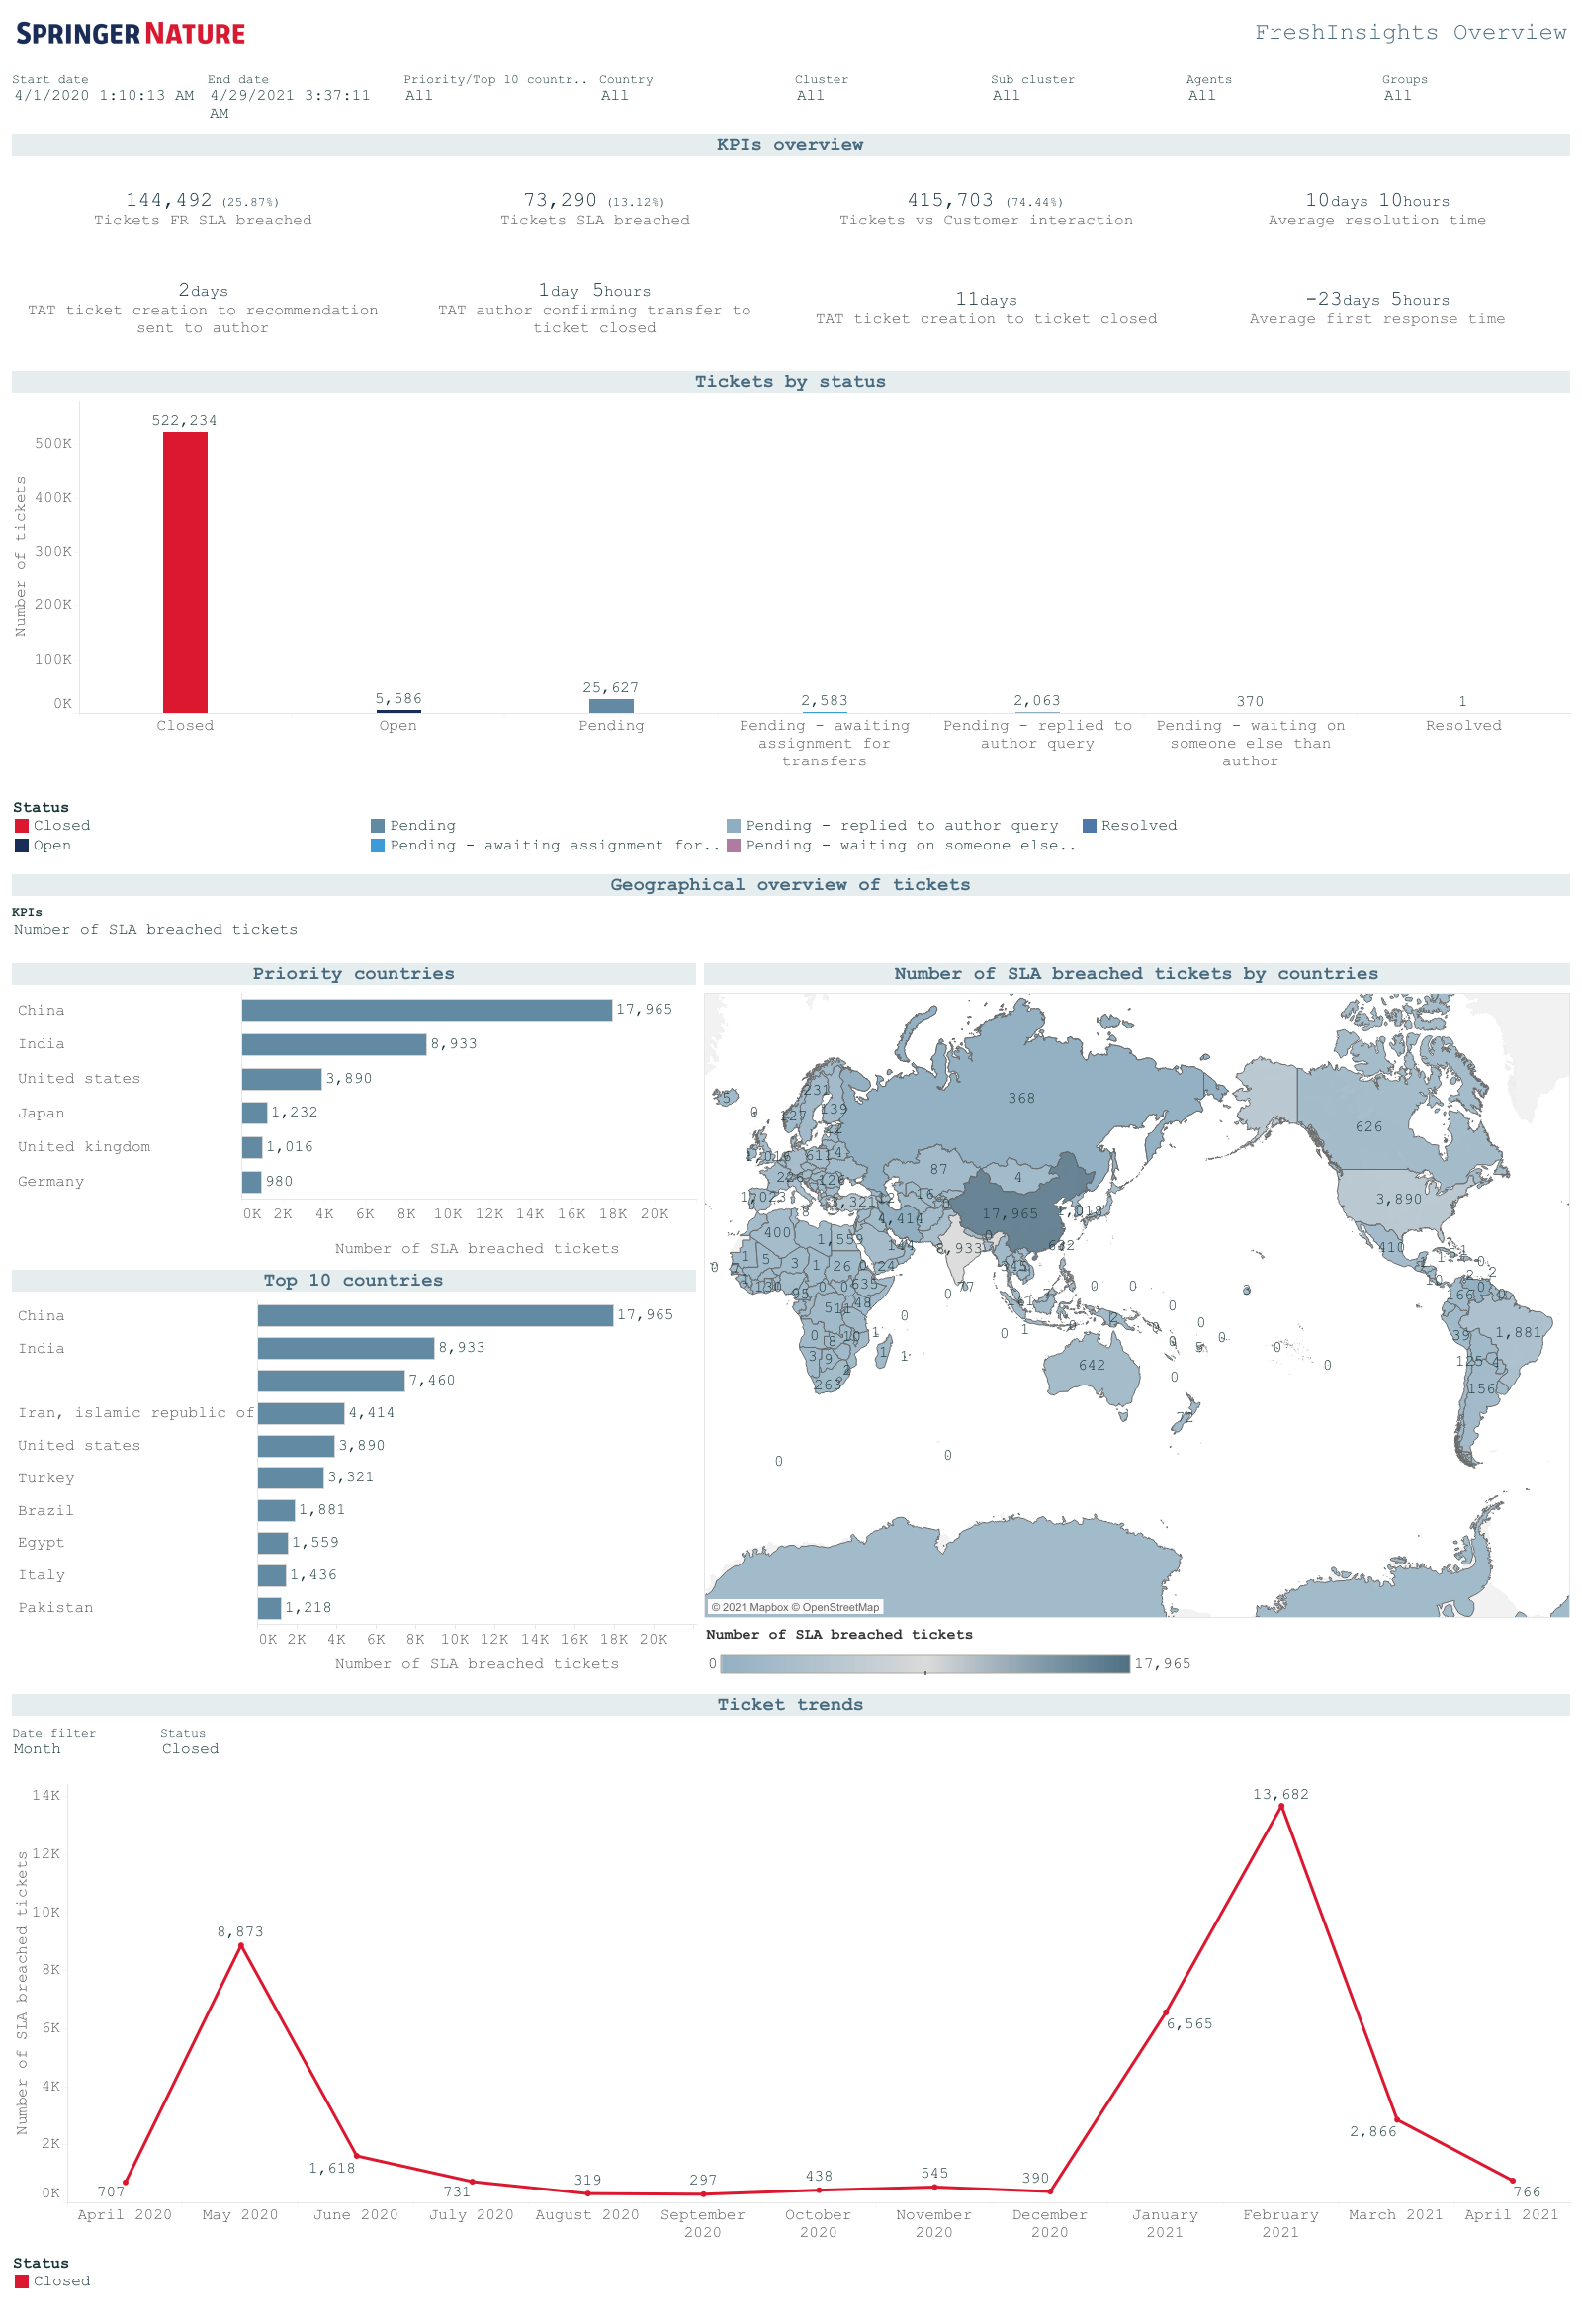 SPRINGER NATURE
FreshInsights Overview
Start date
End date
Priority/Top 10 countr..
Country
Cluster
Sub cluster
Agents
Groups
4/1/2020 1:10:13 AM
4/29/2021 3:37:11
AM
All
All
All
All
All
All
KPIs overview
144,492 (25.87%)
Tickets FR SLA breached
73,290 (13.12%)
Tickets SLA breached
415,703 (74.44%)
Tickets vs Customer interaction
10days 10hours
Average resolution time
2days
TAT ticket creation to recommendation
sent to author
1day 5hours
TAT author confirming transfer to
ticket closed
11days
TAT ticket creation to ticket closed
-23days 5hours
Average first response time
Tickets by status
Number of tickets
500K
400K
300K
200K
100K
0K
522,234
5,586
25,627
2,583
2,063
370
1
Closed
Open
Pending
Pending - awaiting
assignment for
transfers
Pending - replied to
author query
Pending - waiting on
someone else than
author
Resolved
Status
Closed
Pending
Pending - replied to author query
Resolved
Open
Pending - awaiting assignment for..
Pending - waiting on someone else..
Geographical overview of tickets
KPIs
Number of SLA breached tickets
Priority countries
China 17,965
India 8,933
United states 3,890
Japan 1,232
United kingdom 1,016
Germany 980
0K 2K 4K 6K 8K 10K 12K 14K 16K 18K 20K
Number of SLA breached tickets
Top 10 countries
China 17,965
India 8,933
7,460
Iran, islamic republic of 4,414
United states 3,890
Turkey 3,321
Brazil 1,881
Egypt 1,559
Italy 1,436
Pakistan 1,218
0K 2K 4K 6K 8K 10K 12K 14K 16K 18K 20K
Number of SLA breached tickets
Number of SLA breached tickets by countries
368
626
231
139
127
87
4
3,890
17,965
4,414
400
1,559
8,933
410
345
26
635
642
1,881
39
125
156
263
72
© 2021 Mapbox © OpenStreetMap
Number of SLA breached tickets
0
17,965
Ticket trends
Date filter
Month
Status
Closed
Number of SLA breached tickets
14K
12K
10K
8K
6K
4K
2K
0K
707
8,873
1,618
731
319
297
438
545
390
6,565
13,682
2,866
766
April 2020
May 2020
June 2020
July 2020
August 2020
September
2020
October
2020
November
2020
December
2020
January
2021
February
2021
March 2021
April 2021
Status
Closed